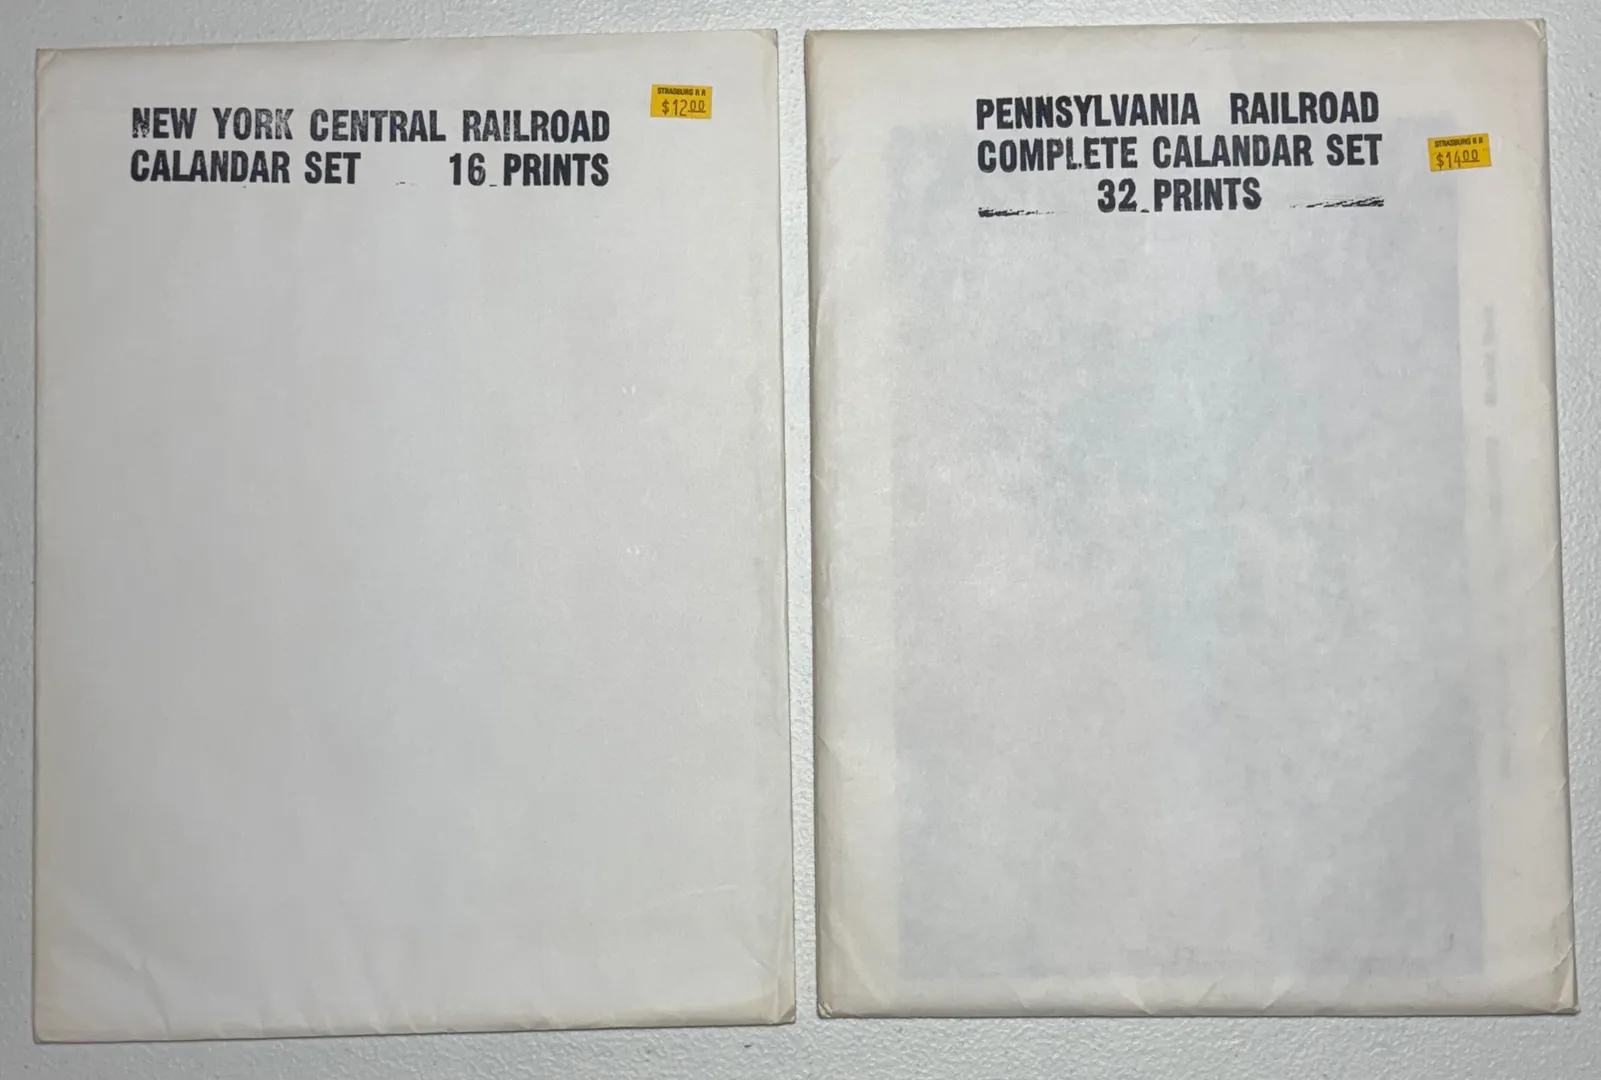 NEW YORK CENTRAL RAILROAD
CALANDAR SET 16 PRINTS
STRASBURG R R
$12.00
PENNSYLVANIA RAILROAD
COMPLETE CALANDAR SET
32 PRINTS
STRASBURG R R
$14.00